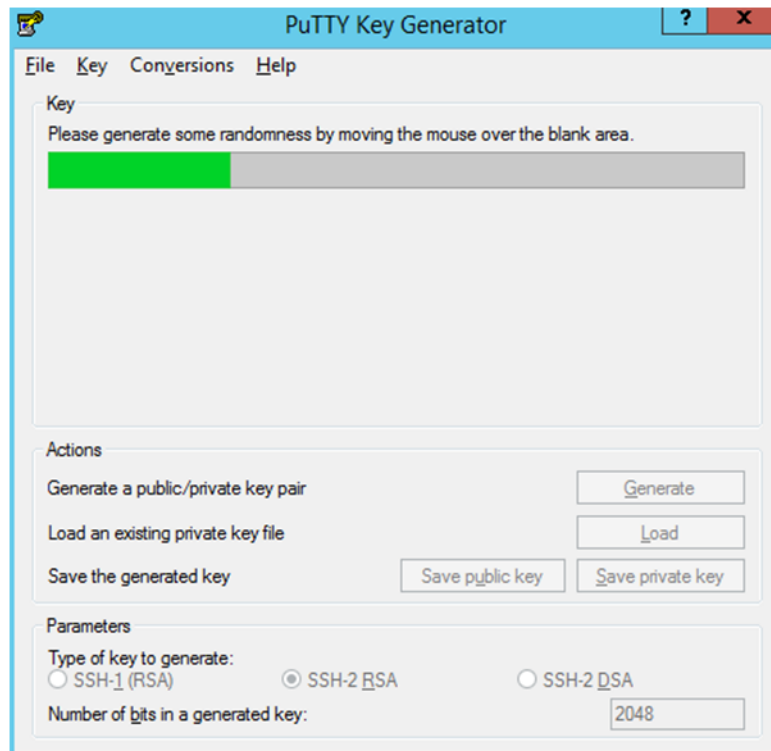 PuTTY Key Generator
? x
File Key Conversions Help
Key
Please generate some randomness by moving the mouse over the blank area.
Actions
Generate a public/private key pair Generate
Load an existing private key file Load
Save the generated key Save public key Save private key
Parameters
Type of key to generate:
SSH-1 (RSA) SSH-2 RSA SSH-2 DSA
Number of bits in a generated key: 2048